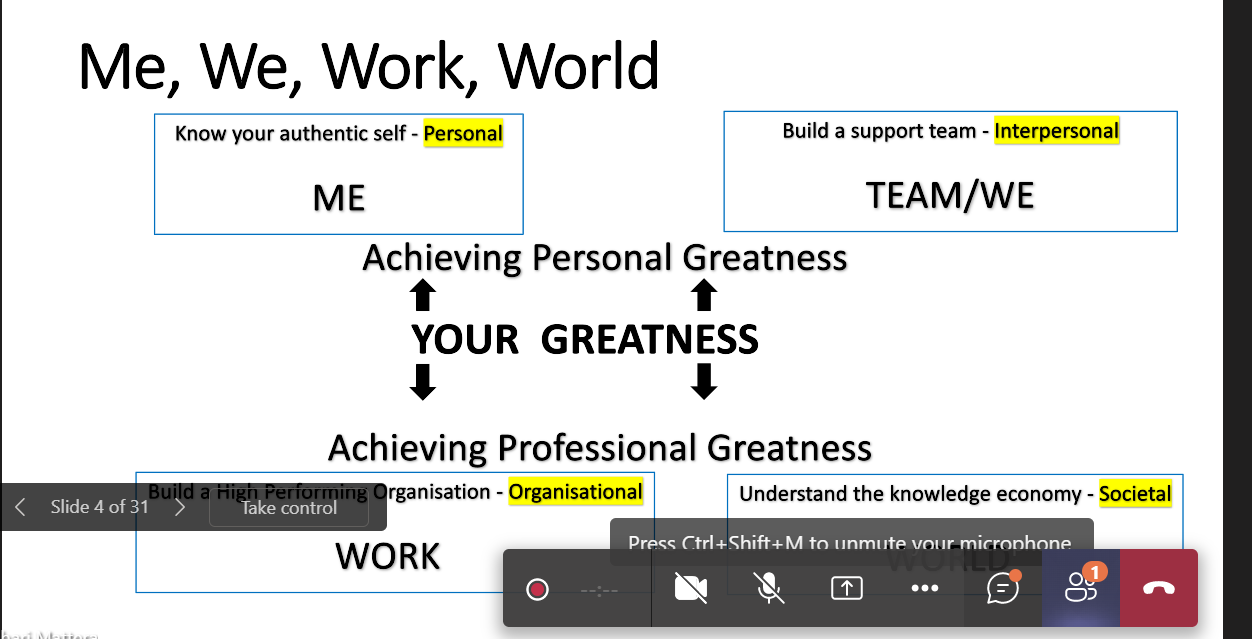 Me, We, Work, World
Know your authentic self - Personal
ME
Build a support team - Interpersonal
TEAM/WE
Achieving Personal Greatness
YOUR GREATNESS
Achieving Professional Greatness
Build a High Performing Organisation - Organisational
WORK
Understand the knowledge economy - Societal
WORLD
Slide 4 of 31
Take control
Press Ctrl+Shift+M to unmute your microphone
--:--
1